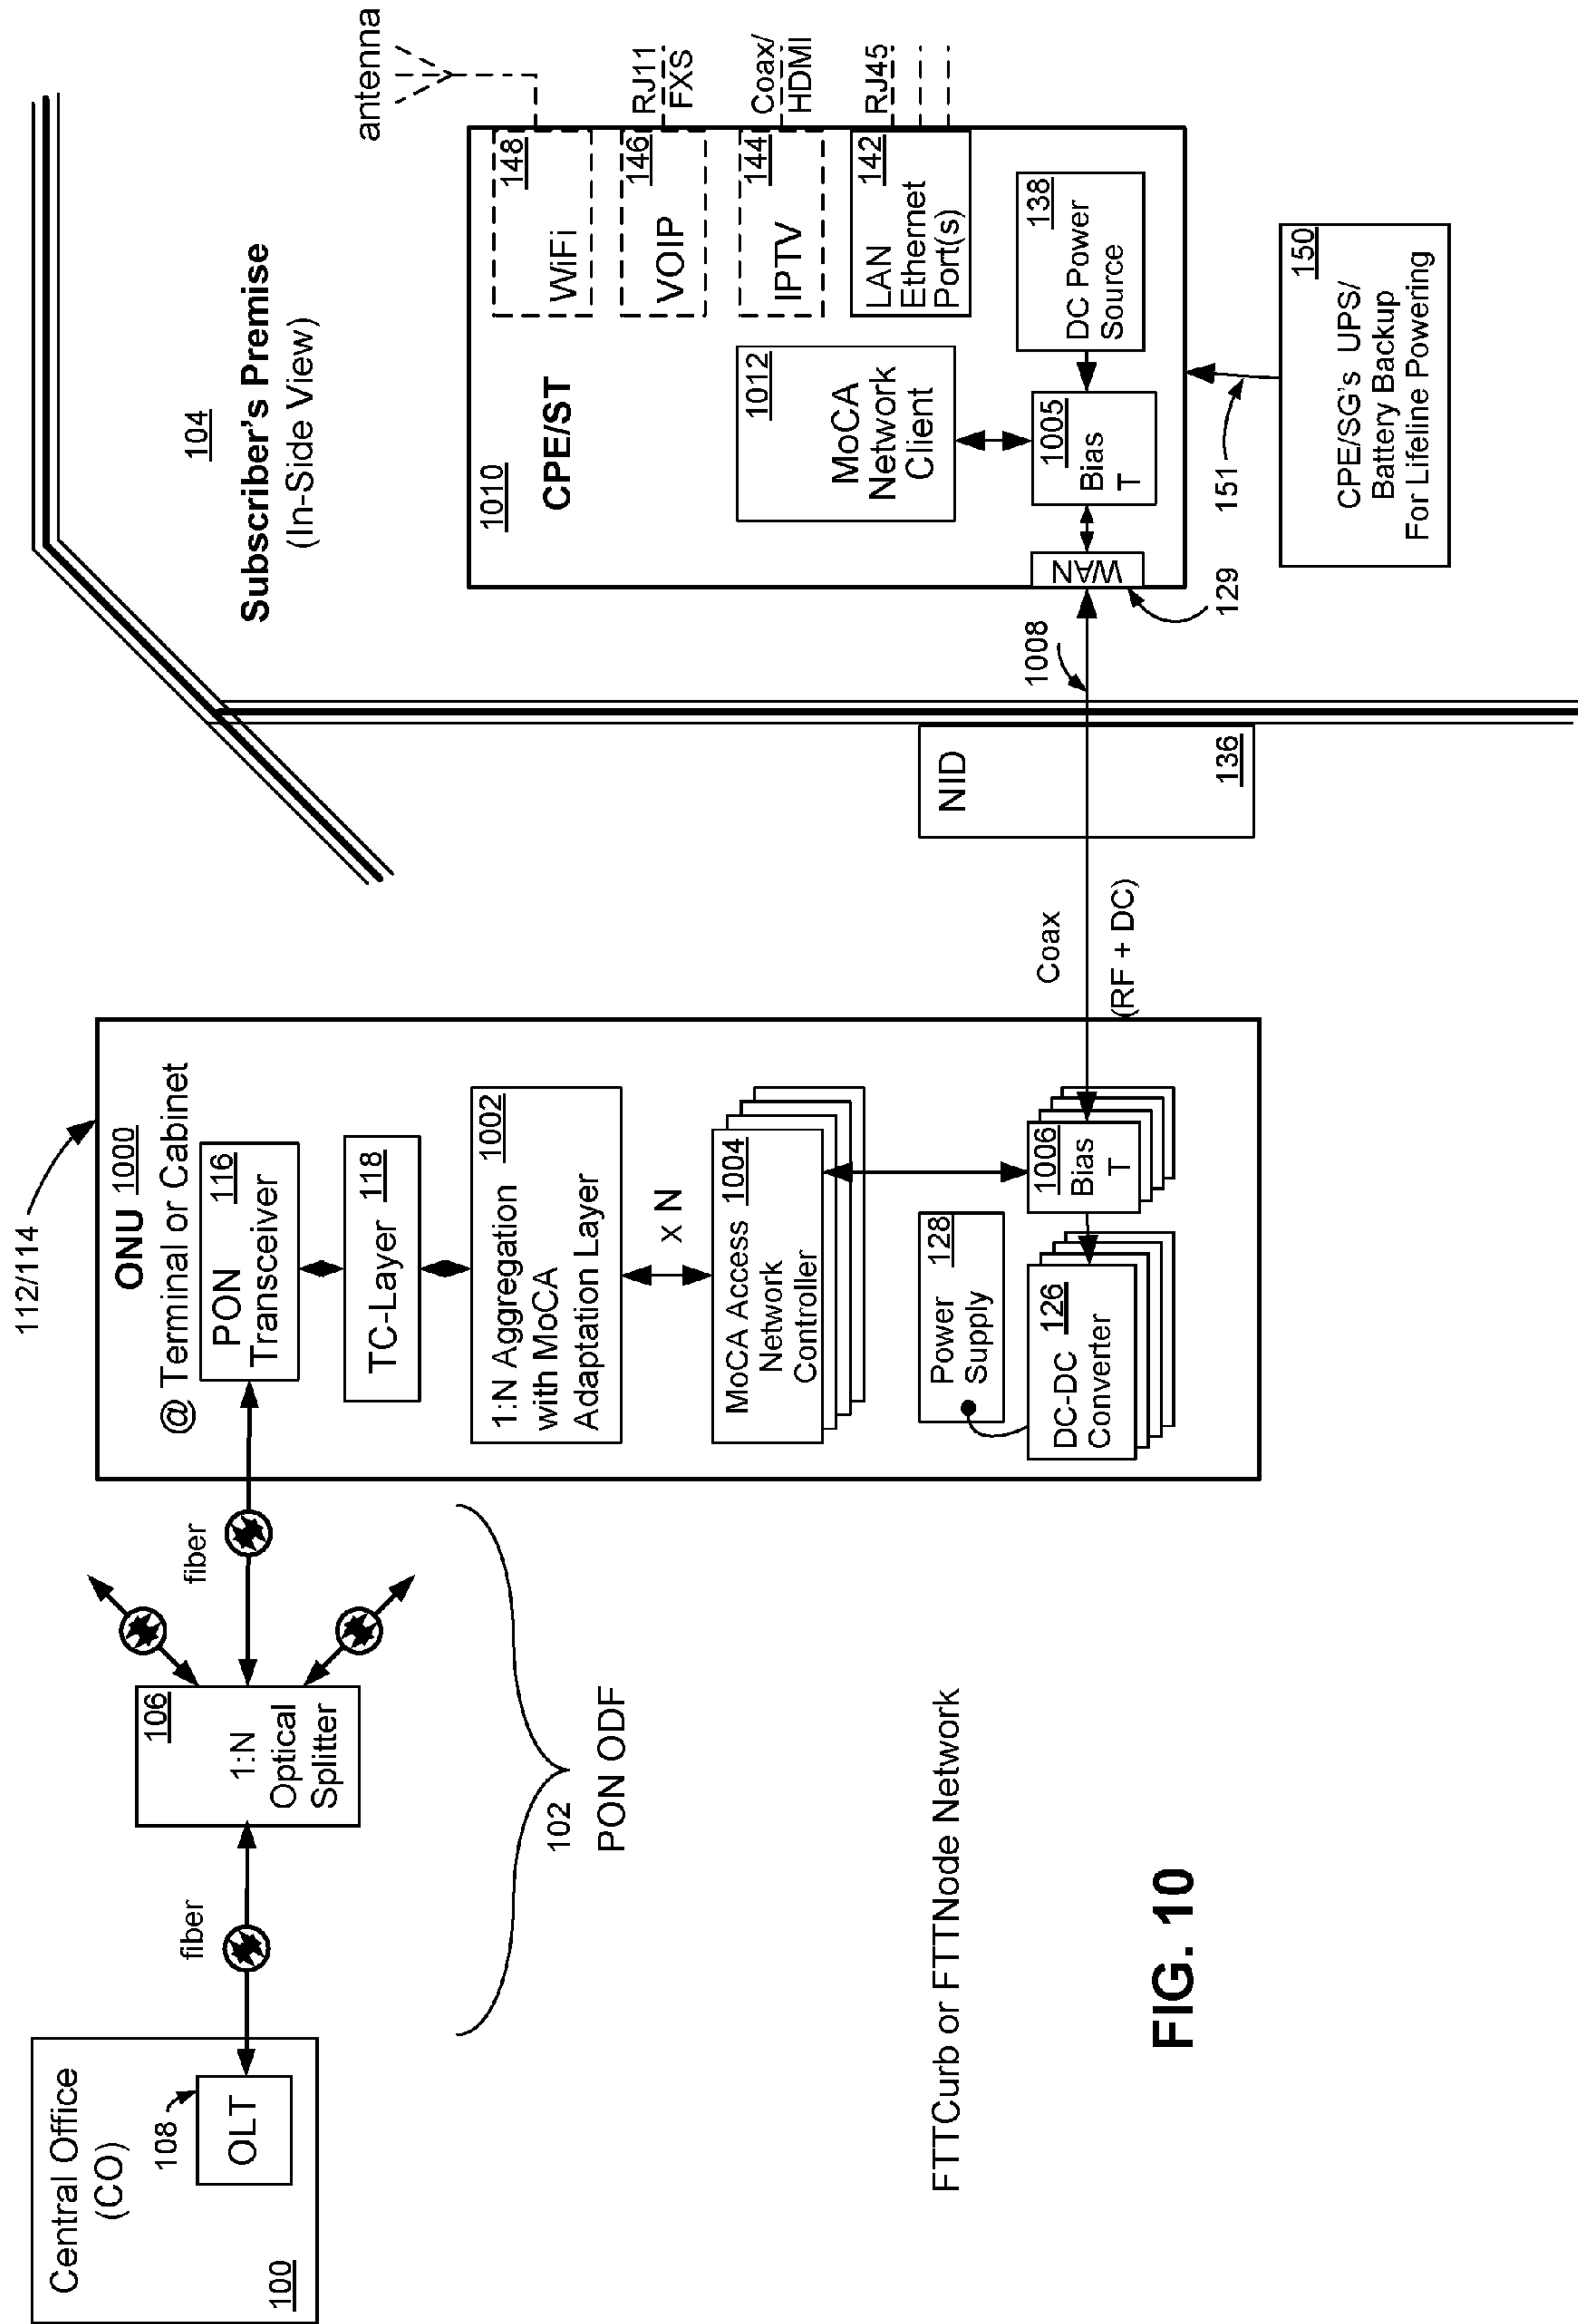 Central Office
(CO)
108
OLT
100
fiber
106
1:N
Optical
Splitter
fiber
102
PON ODF
112/114
ONU 1000
@ Terminal or Cabinet
PON 116
Transceiver
TC-Layer 118
1:N Aggregation 1002
with MoCA
Adaptation Layer
x N
MoCA Access 1004
Network
Controller
Power 128
Supply
DC-DC 126
Converter
1006
Bias
T
Coax
(RF + DC)
NID
136
104
Subscriber's Premise
(In-Side View)
1008
129
1010
CPE/ST
WAN
1012
MoCA
Network
Client
1005
Bias
T
138
DC Power
Source
148
WiFi
146
VOIP
144
IPTV
142
LAN
Ethernet
Port(s)
antenna
RJ11
FXS
Coax/
HDMI
RJ45
151
150
CPE/SG's UPS/
Battery Backup
For Lifeline Powering
FTTCurb or FTTNode Network
FIG. 10